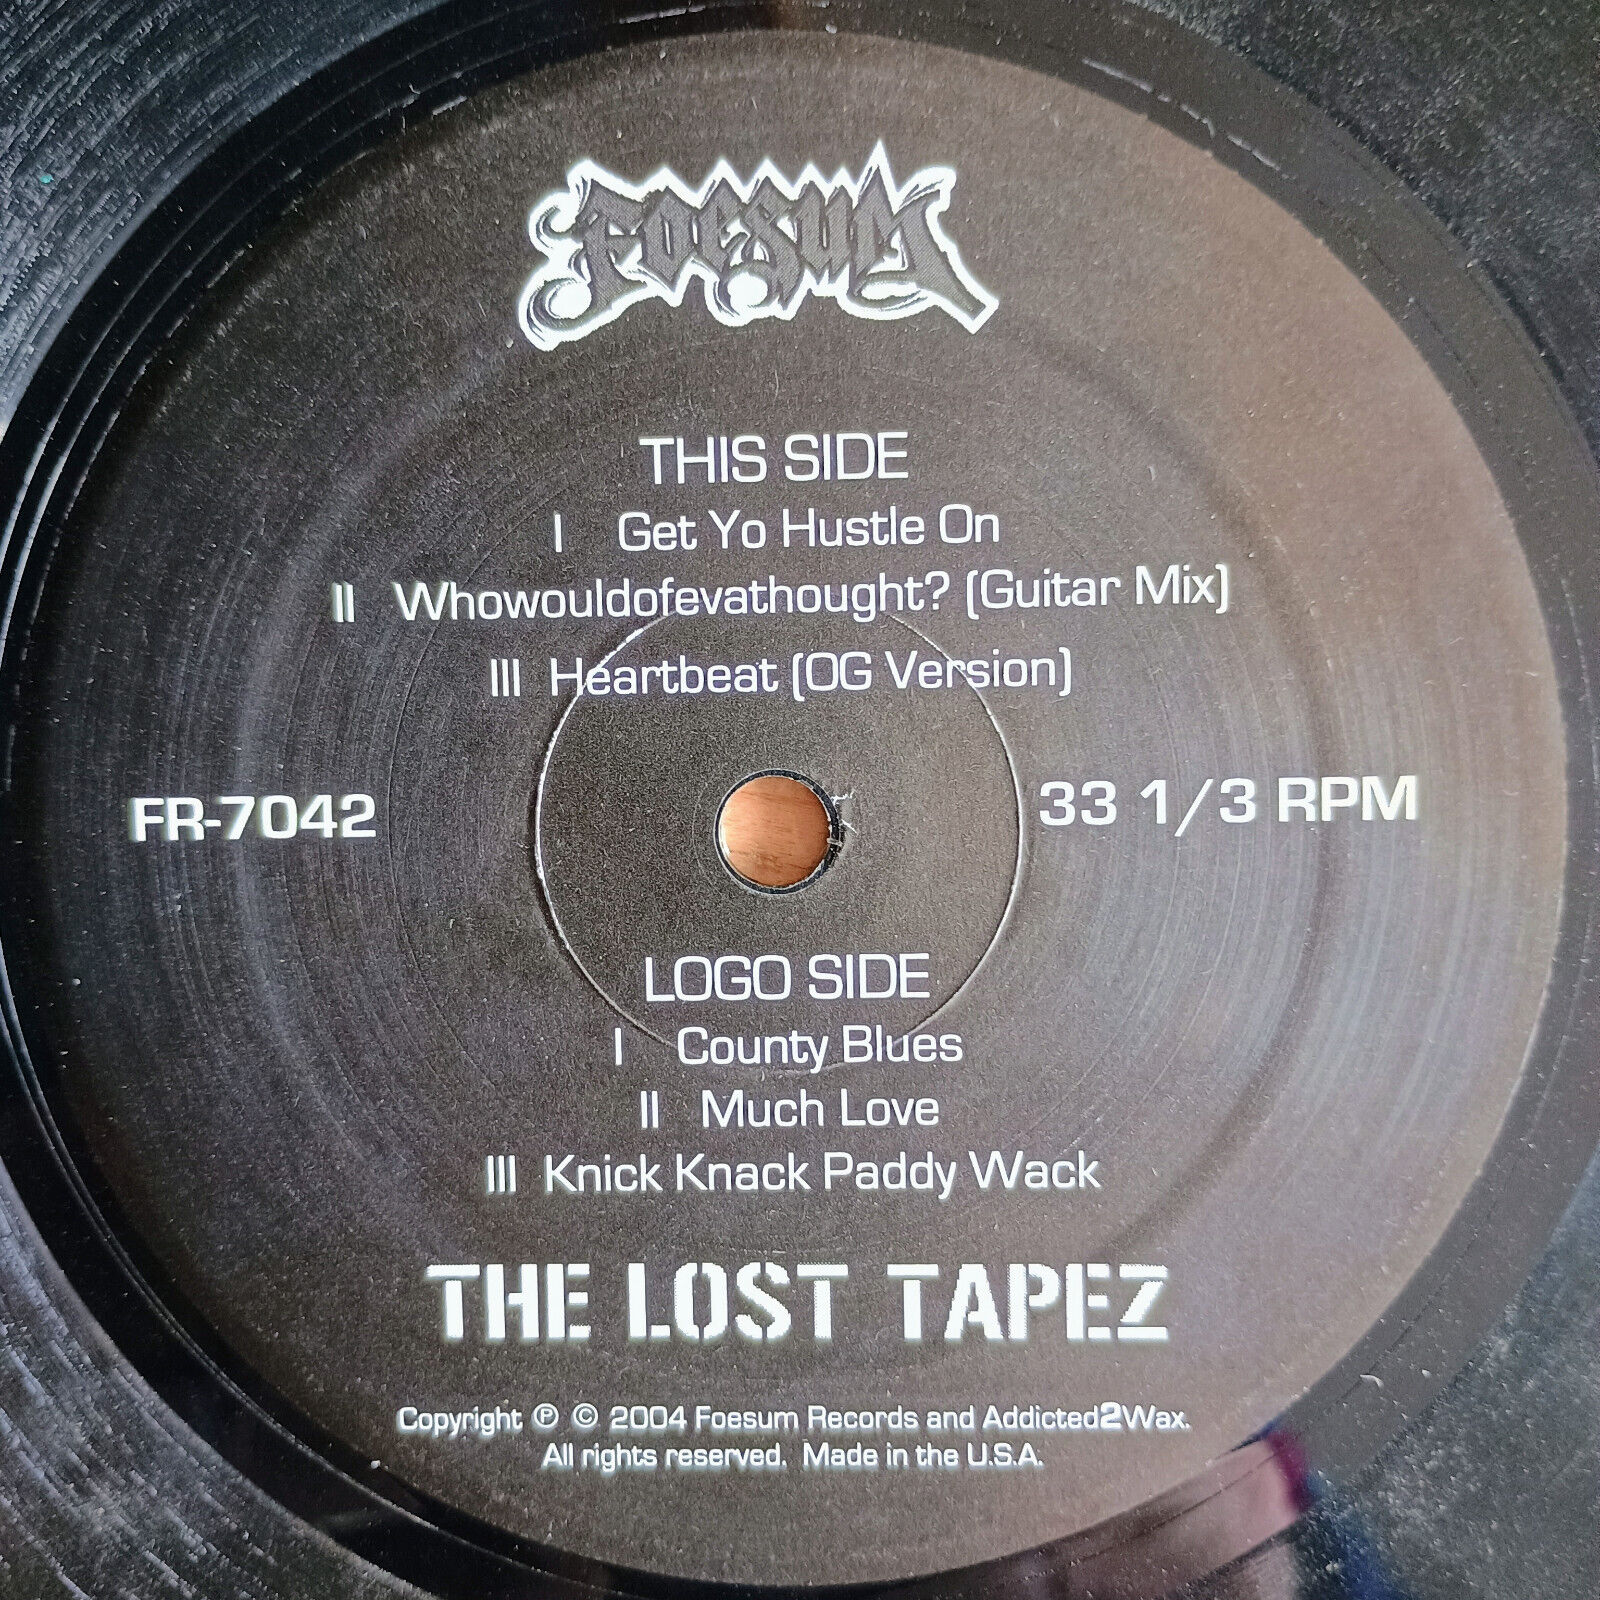 FOESUM
THIS SIDE
I Get Yo Hustle On
II Whowouldofevathought? (Guitar Mix)
III Heartbeat (OG Version)
FR-7042 33 1/3 RPM
LOGO SIDE
I County Blues
II Much Love
III Knick Knack Paddy Wack
THE LOST TAPEZ
Copyright ℗ © 2004 Foesum Records and Addicted2Wax.
All rights reserved. Made in the U.S.A.